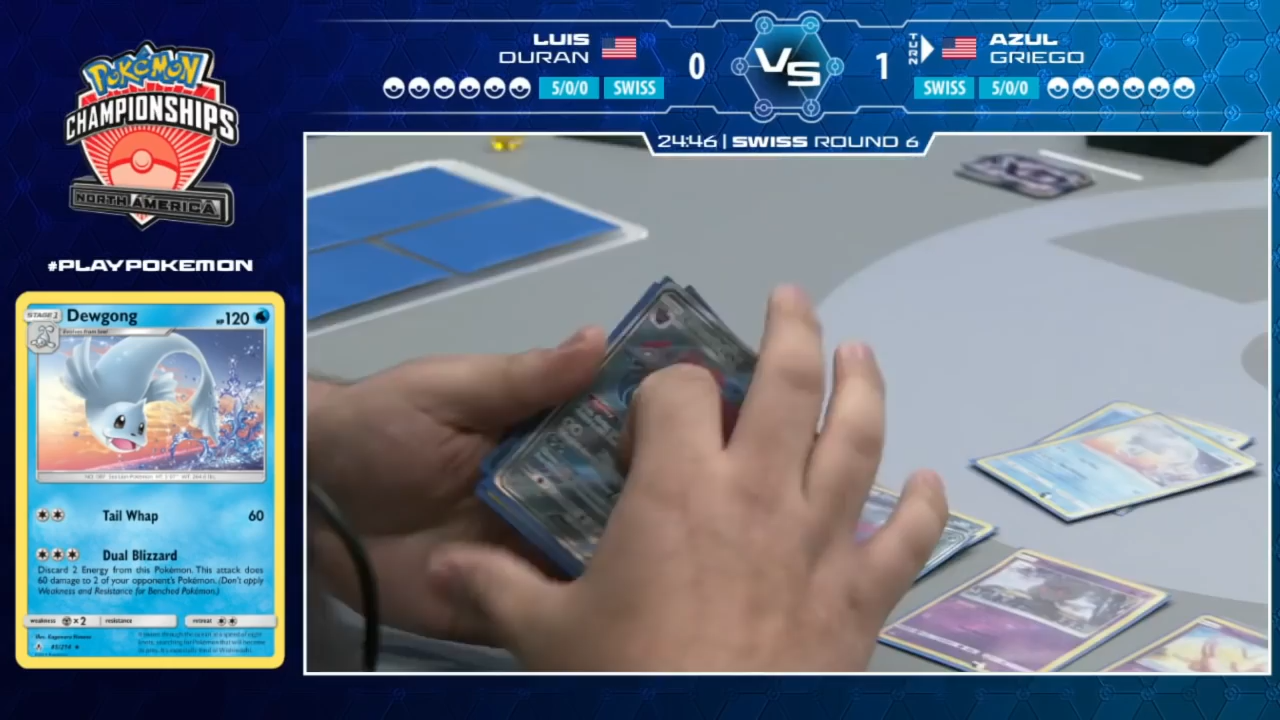 POKÉMON
CHAMPIONSHIPS
NORTH AMERICA
#PLAYPOKEMON
LUIS
DURAN
0
VS
1
TURN
AZUL
GRIEGO
5/0/0
SWISS
SWISS
5/0/0
24:46 | SWISS ROUND 6
STAGE 1
Dewgong
HP120
Tail Whap
60
Dual Blizzard
Discard 2 Energy from this Pokémon. This attack does
60 damage to 2 of your opponent's Pokémon. (Don't apply
Weakness and Resistance for Benched Pokémon.)
weakness
×2
resistance
retreat